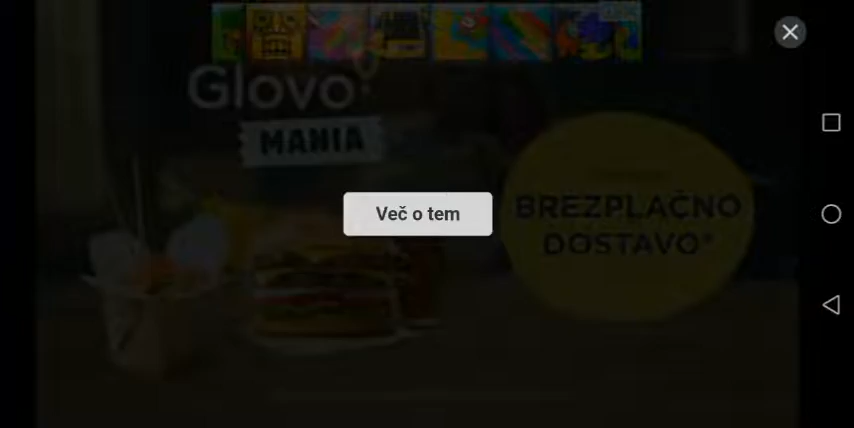 Glovo
MANIA
Več o tem
BREZPLAČNO
DOSTAVO*